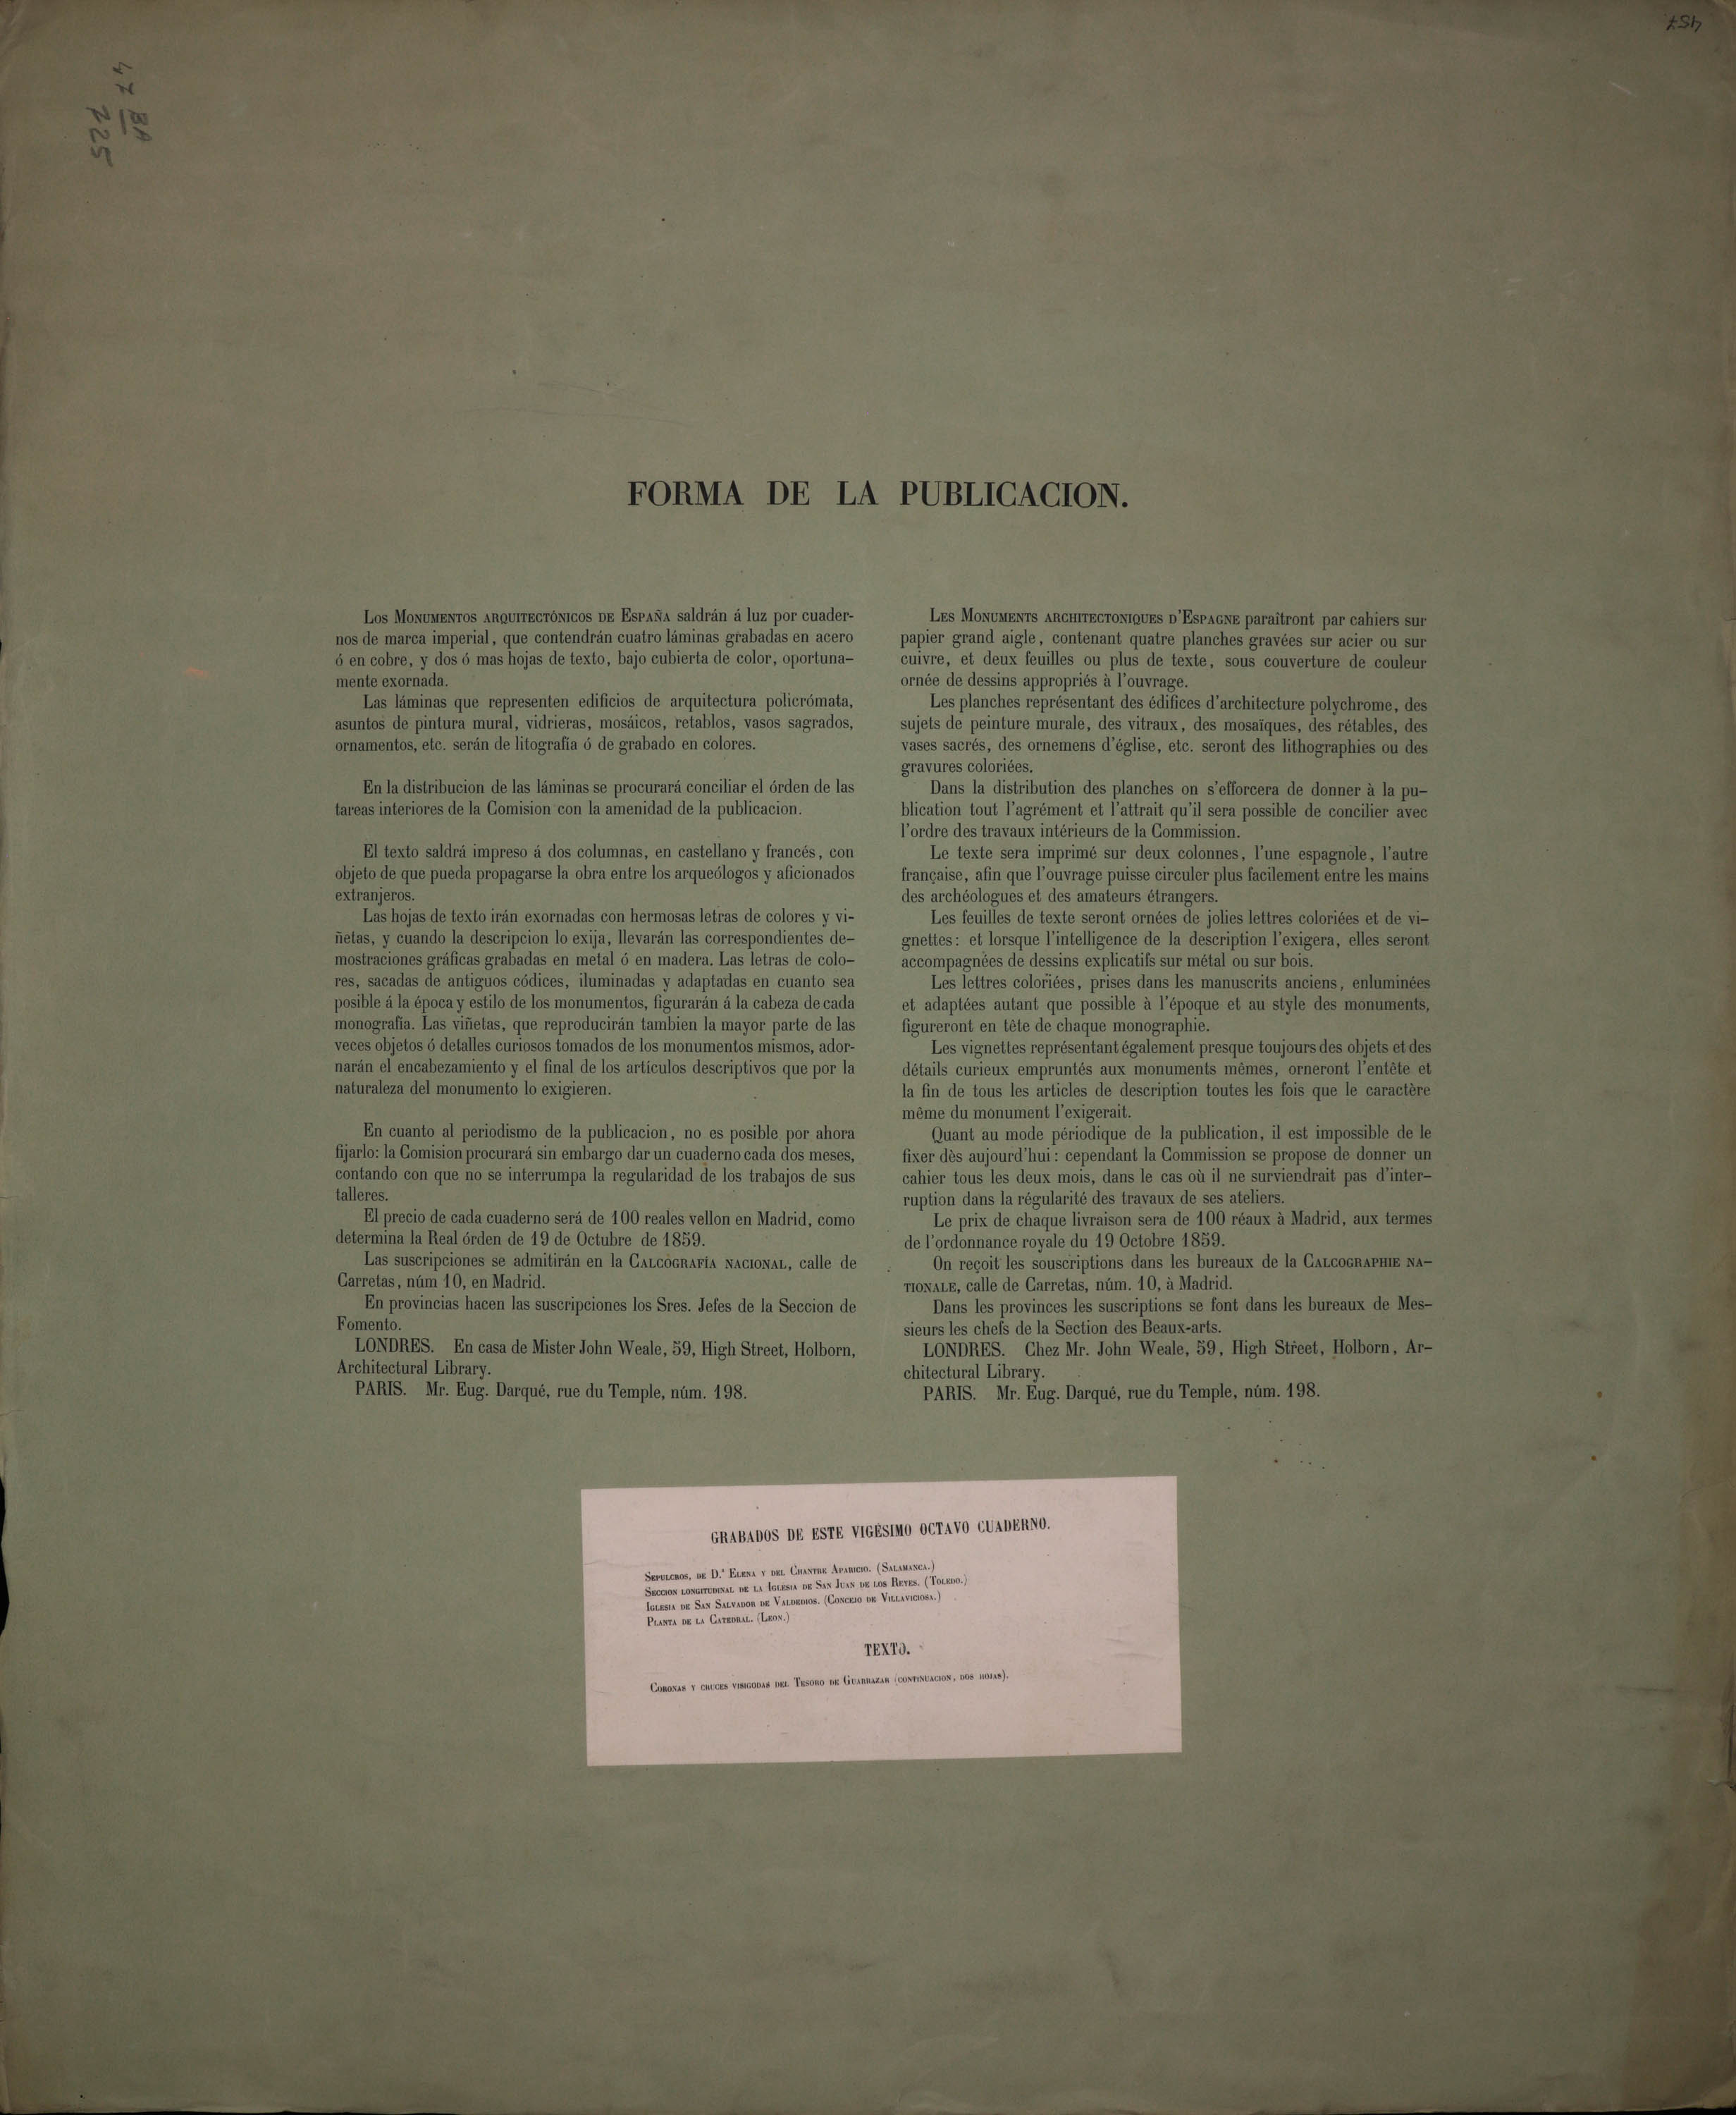 457
47 BA
725
FORMA DE LA PUBLICACION.
Los Monumentos arquitectónicos de España saldrán á luz por cuader-
nos de marca imperial, que contendrán cuatro láminas grabadas en acero
ó en cobre, y dos ó mas hojas de texto, bajo cubierta de color, oportuna-
mente exornada.
Las láminas que representen edificios de arquitectura policrómata,
asuntos de pintura mural, vidrieras, mosáicos, retablos, vasos sagrados,
ornamentos, etc. serán de litografía ó de grabado en colores.
En la distribucion de las láminas se procurará conciliar el órden de las
tareas interiores de la Comision con la amenidad de la publicacion.
El texto saldrá impreso á dos columnas, en castellano y francés, con
objeto de que pueda propagarse la obra entre los arqueólogos y aficionados
extranjeros.
Las hojas de texto irán exornadas con hermosas letras de colores y vi-
ñetas, y cuando la descripcion lo exija, llevarán las correspondientes de-
mostraciones gráficas grabadas en metal ó en madera. Las letras de colo-
res, sacadas de antiguos códices, iluminadas y adaptadas en cuanto sea
posible á la época y estilo de los monumentos, figurarán á la cabeza de cada
monografía. Las viñetas, que reproducirán tambien la mayor parte de las
veces objetos ó detalles curiosos tomados de los monumentos mismos, ador-
narán el encabezamiento y el final de los artículos descriptivos que por la
naturaleza del monumento lo exigieren.
En cuanto al periodismo de la publicacion, no es posible por ahora
fijarlo: la Comision procurará sin embargo dar un cuaderno cada dos meses,
contando con que no se interrumpa la regularidad de los trabajos de sus
talleres.
El precio de cada cuaderno será de 100 reales vellon en Madrid, como
determina la Real órden de 19 de Octubre de 1859.
Las suscripciones se admitirán en la Calcografía nacional, calle de
Carretas, núm 10, en Madrid.
En provincias hacen las suscripciones los Sres. Jefes de la Seccion de
Fomento.
LONDRES. En casa de Mister John Weale, 59, High Street, Holborn,
Architectural Library.
PARIS. Mr. Eug. Darqué, rue du Temple, núm. 198.
Les Monuments architectoniques d'Espagne paraîtront par cahiers sur
papier grand aigle, contenant quatre planches gravées sur acier ou sur
cuivre, et deux feuilles ou plus de texte, sous couverture de couleur
ornée de dessins appropriés à l'ouvrage.
Les planches représentant des édifices d'architecture polychrome, des
sujets de peinture murale, des vitraux, des mosaïques, des rétables, des
vases sacrés, des ornemens d'église, etc. seront des lithographies ou des
gravures coloriées.
Dans la distribution des planches on s'efforcera de donner à la pu-
blication tout l'agrément et l'attrait qu'il sera possible de concilier avec
l'ordre des travaux intérieurs de la Commission.
Le texte sera imprimé sur deux colonnes, l'une espagnole, l'autre
française, afin que l'ouvrage puisse circuler plus facilement entre les mains
des archéologues et des amateurs étrangers.
Les feuilles de texte seront ornées de jolies lettres coloriées et de vi-
gnettes: et lorsque l'intelligence de la description l'exigera, elles seront
accompagnées de dessins explicatifs sur métal ou sur bois.
Les lettres coloriées, prises dans les manuscrits anciens, enluminées
et adaptées autant que possible à l'époque et au style des monuments,
figureront en tête de chaque monographie.
Les vignettes représentant également presque toujours des objets et des
détails curieux empruntés aux monuments mêmes, orneront l'entête et
la fin de tous les articles de description toutes les fois que le caractère
même du monument l'exigerait.
Quant au mode périodique de la publication, il est impossible de le
fixer dès aujourd'hui: cependant la Commission se propose de donner un
cahier tous les deux mois, dans le cas où il ne surviendrait pas d'inter-
ruption dans la régularité des travaux de ses ateliers.
Le prix de chaque livraison sera de 100 réaux à Madrid, aux termes
de l'ordonnance royale du 19 Octobre 1859.
On reçoit les souscriptions dans les bureaux de la Calcographie na-
tionale, calle de Carretas, núm. 10, à Madrid.
Dans les provinces les suscriptions se font dans les bureaux de Mes-
sieurs les chefs de la Section des Beaux-arts.
LONDRES. Chez Mr. John Weale, 59, High Street, Holborn, Ar-
chitectural Library.
PARIS. Mr. Eug. Darqué, rue du Temple, núm. 198.
GRABADOS DE ESTE VIGÉSIMO OCTAVO CUADERNO.
Sepulcros, de D.ª Elena y del Chantre Aparicio. (Salamanca.)
Seccion longitudinal de la Iglesia de San Juan de los Reyes. (Toledo.)
Iglesia de San Salvador de Valdedios. (Concejo de Villaviciosa.)
Planta de la Catedral. (Leon.)
TEXTO.
Coronas y cruces visigodas del Tesoro de Guarrazar (continuacion, dos hojas).